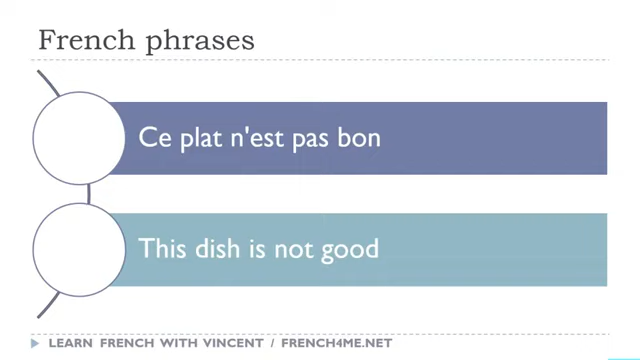 French phrases
Ce plat n'est pas bon
This dish is not good
LEARN FRENCH WITH VINCENT / FRENCH4ME.NET